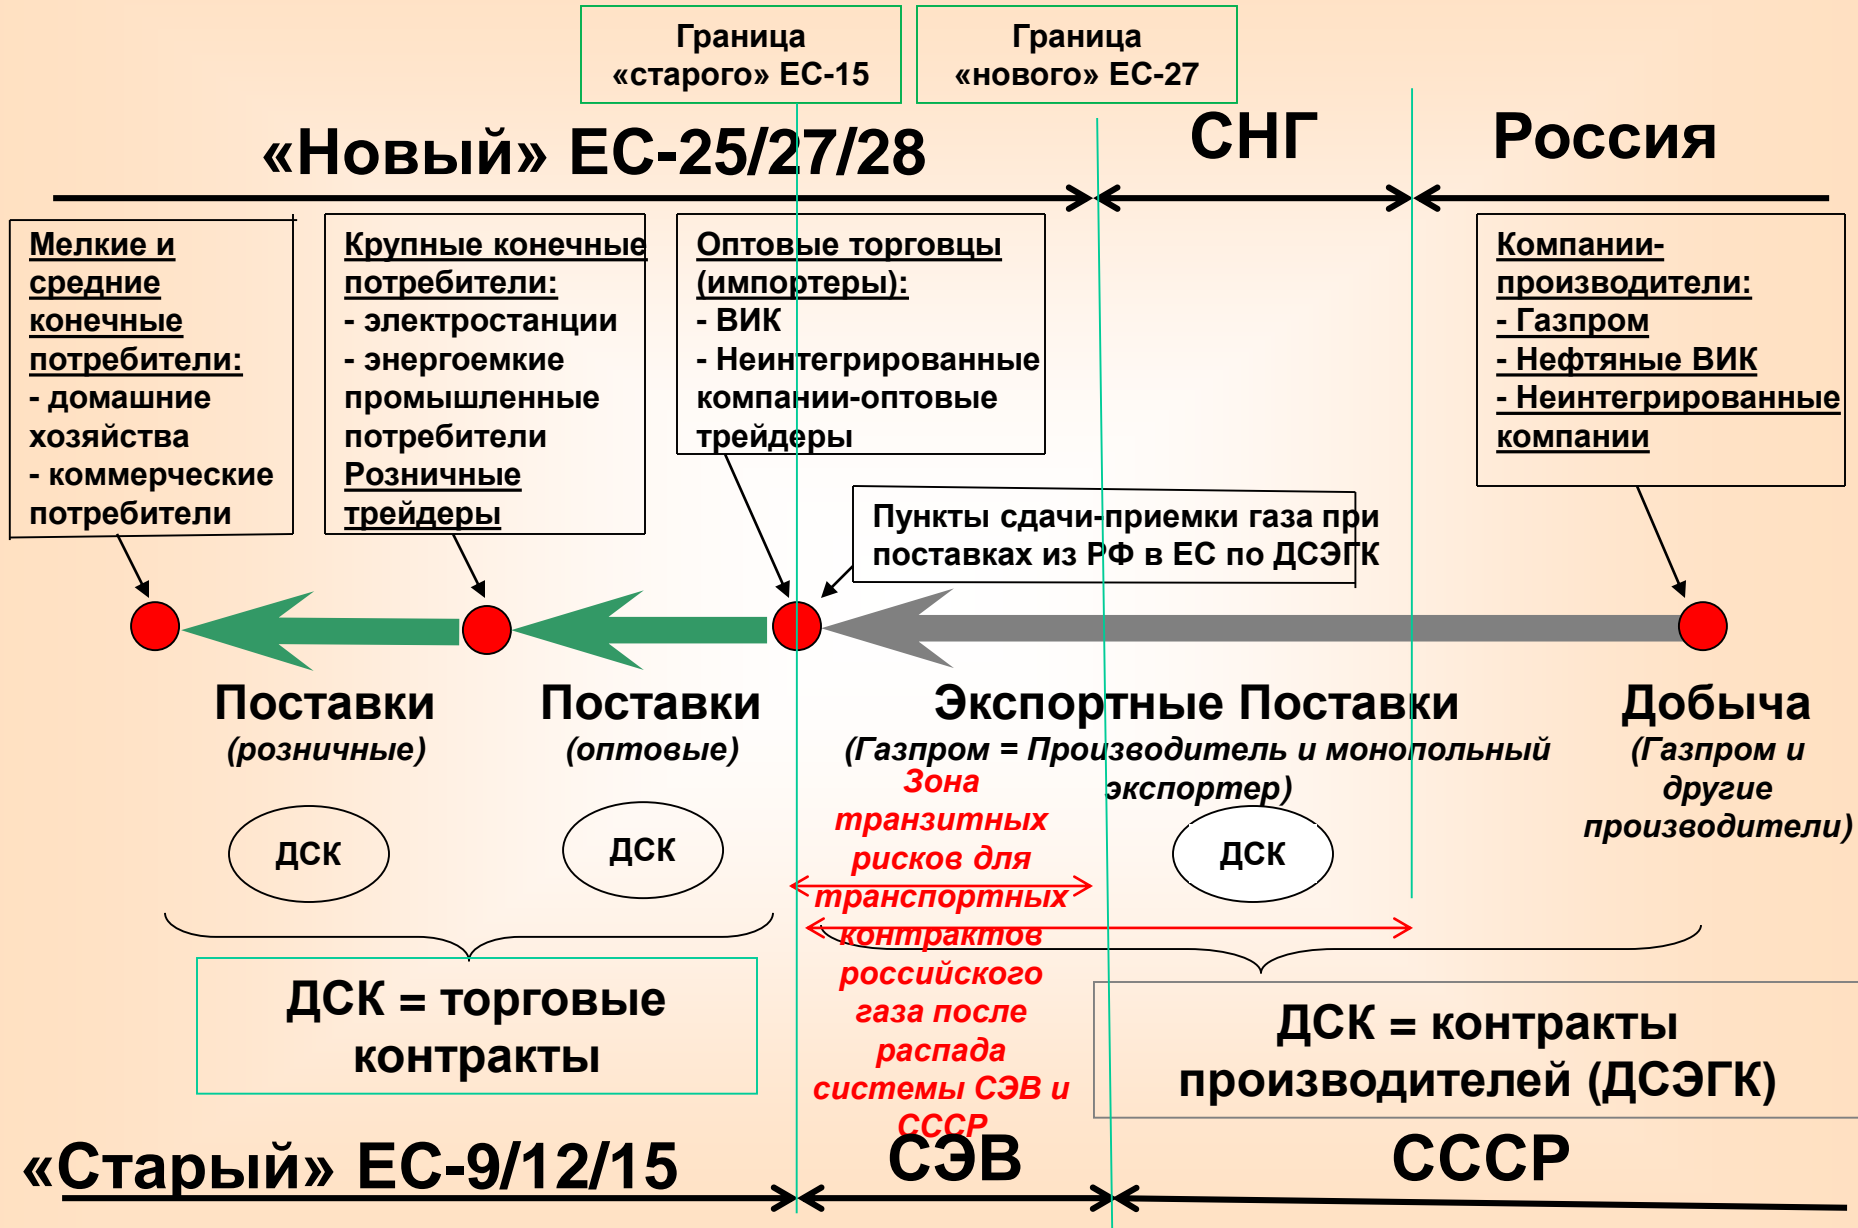 Граница
«старого» ЕС-15
Граница
«нового» ЕС-27
«Новый» ЕС-25/27/28
СНГ
Россия
Мелкие и
средние
конечные
потребители:
- домашние
хозяйства
- коммерческие
потребители
Крупные конечные
потребители:
- электростанции
- энергоемкие
промышленные
потребители
Розничные
трейдеры
Оптовые торговцы
(импортеры):
- ВИК
- Неинтегрированные
компании-оптовые
трейдеры
Компании-
производители:
- Газпром
- Нефтяные ВИК
- Неинтегрированные
компании
Пункты сдачи-приемки газа при
поставках из РФ в ЕС по ДСЭГК
Поставки
(розничные)
Поставки
(оптовые)
Экспортные Поставки
(Газпром = Производитель и монопольный
экспортер)
Добыча
(Газпром и
другие
производители)
ДСК
ДСК
ДСК
Зона
транзитных
рисков для
транспортных
контрактов
российского
газа после
распада
системы СЭВ и
СССР
ДСК = торговые
контракты
ДСК = контракты
производителей (ДСЭГК)
«Старый» ЕС-9/12/15
СЭВ
СССР